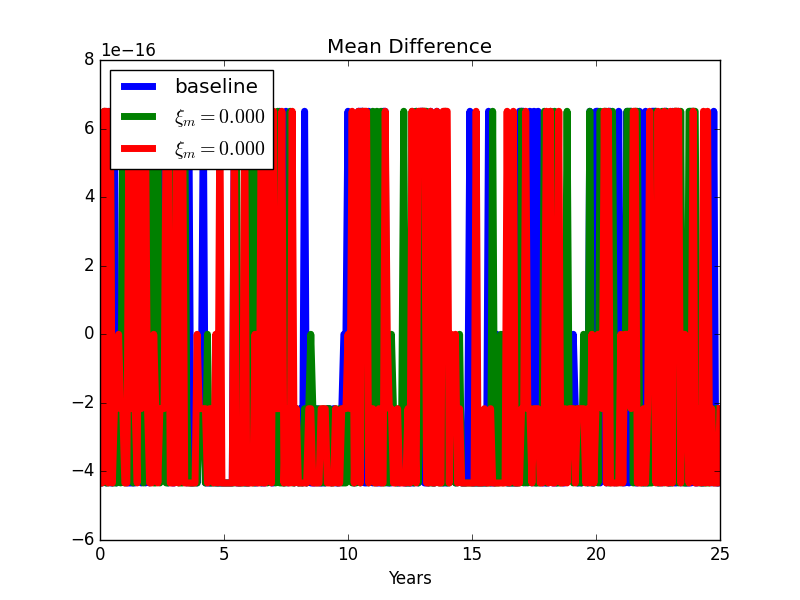 Mean Difference
1e−16
baseline
ξₘ = 0.000
ξₘ = 0.000
8
6
4
2
0
−2
−4
−6
0 5 10 15 20 25
Years